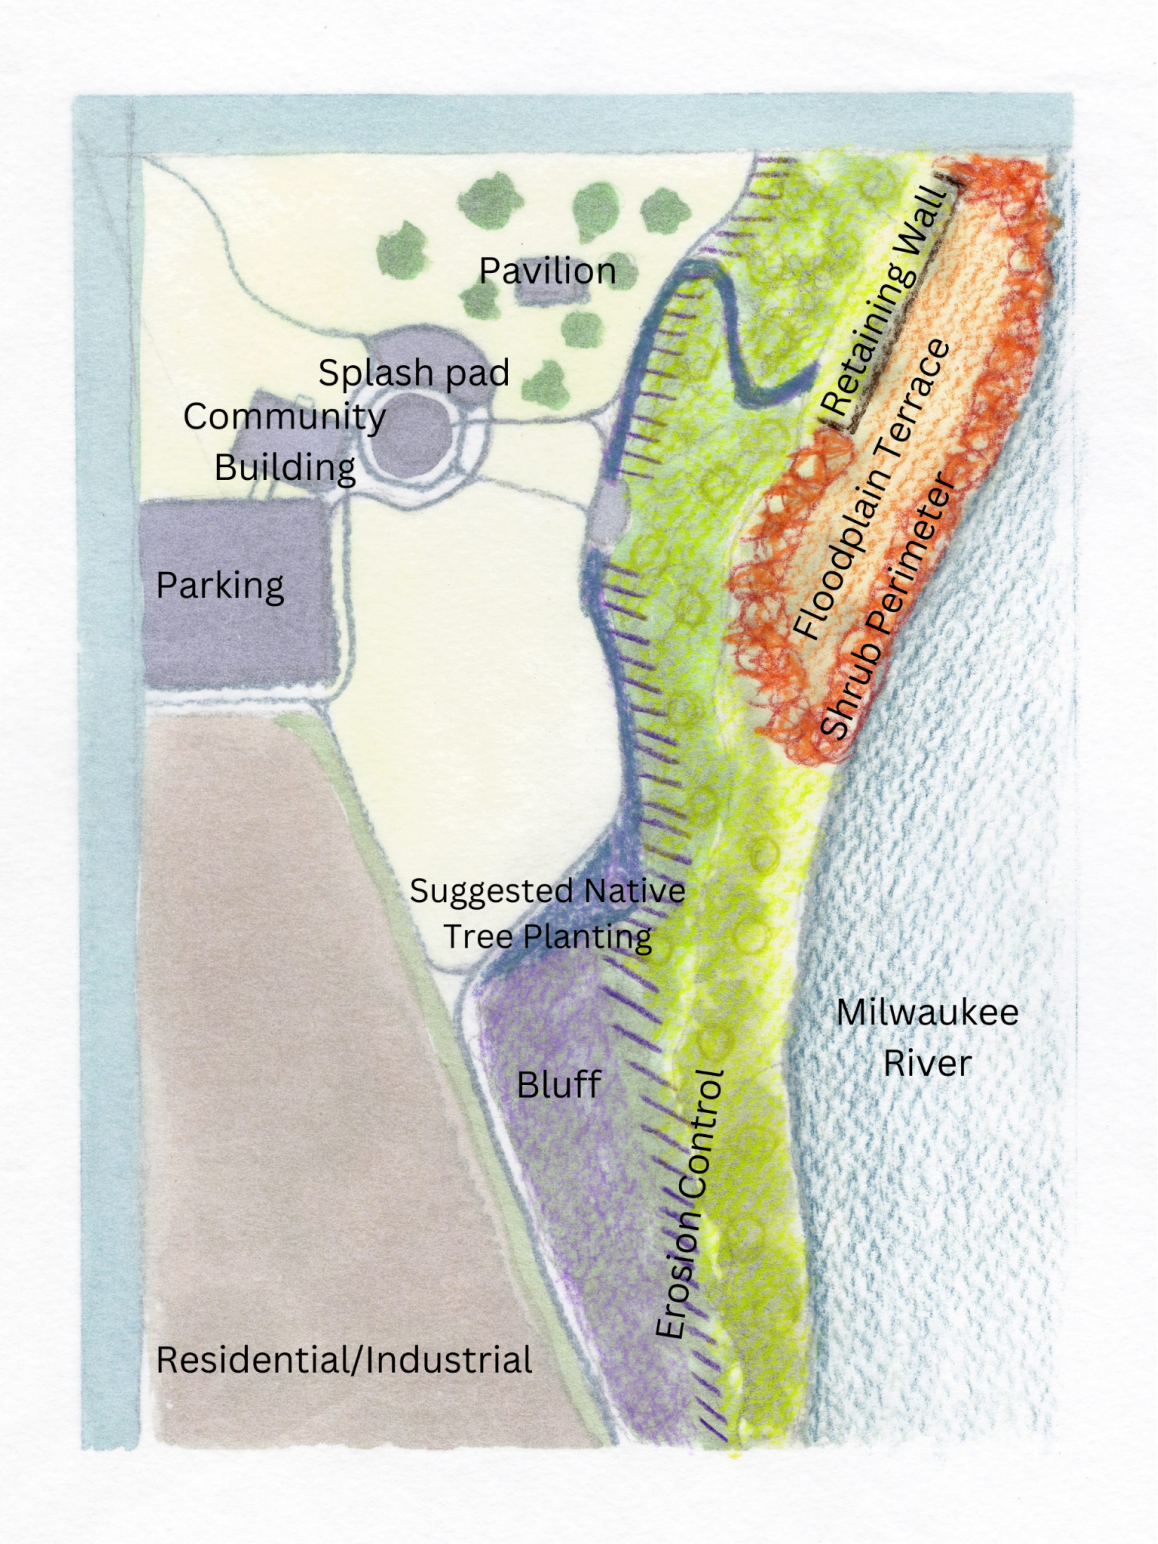 Pavilion
Splash pad
Community
Building
Parking
Retaining Wall
Floodplain Terrace
Shrub Perimeter
Suggested Native
Tree Planting
Milwaukee
River
Bluff
Erosion Control
Residential/Industrial